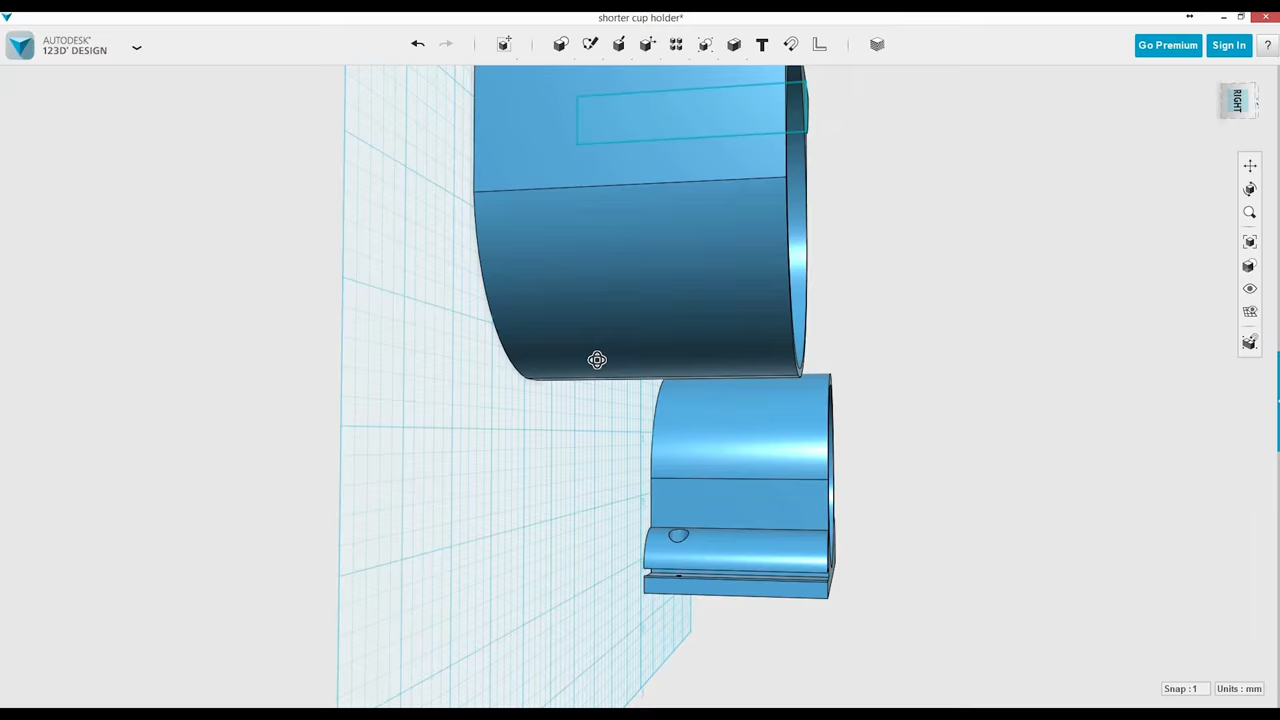 shorter cup holder*
AUTODESK®
123D® DESIGN
Go Premium
Sign In
?
RIGHT
Snap : 1
Units : mm